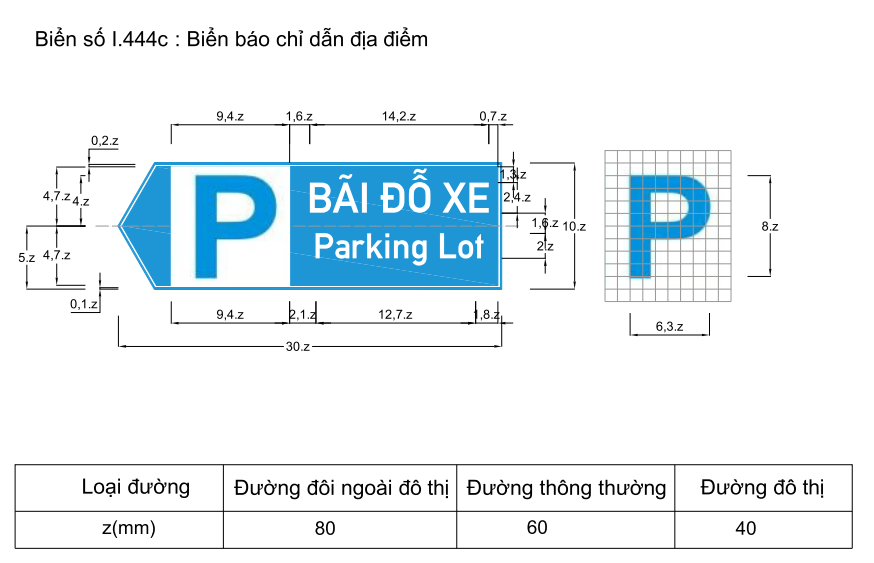 Biển số I.444c : Biển báo chỉ dẫn địa điểm
9,4.z 1,6.z 14,2.z 0,7.z
0,2.z
4,7.z
4.z
5.z
4,7.z
0,1.z
P
BÃI ĐỖ XE
Parking Lot
1,3.z
2,4.z
1,6.z
2.z
10.z
9,4.z 2,1.z 12,7.z 1,8.z
30.z
P
8.z
6,3.z
Loại đường Đường đôi ngoài đô thị Đường thông thường Đường đô thị
z(mm) 80 60 40